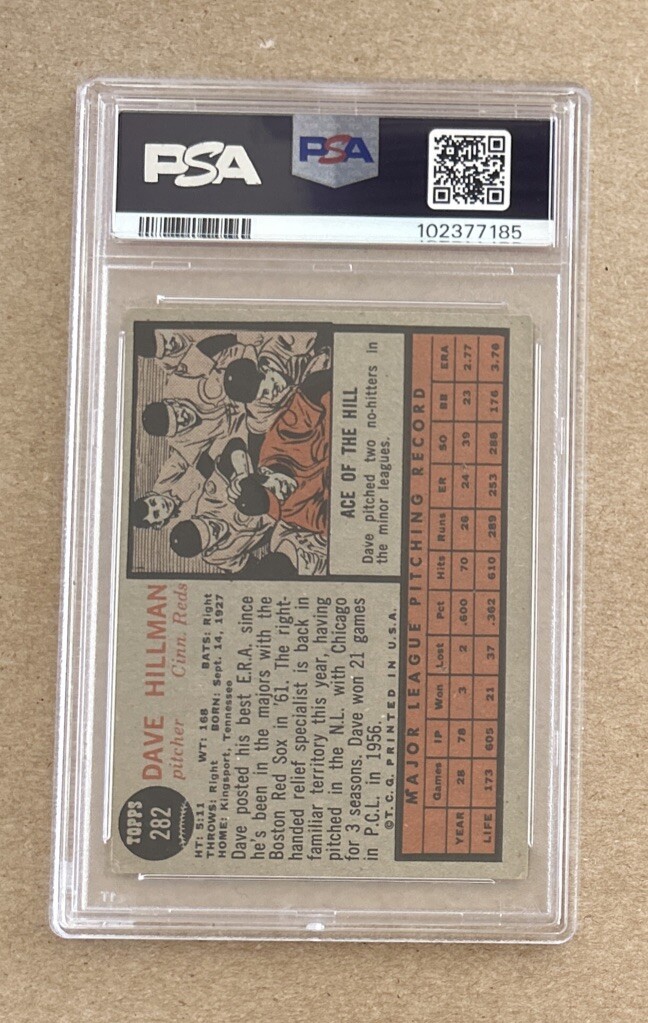 PSA
PSA
102377185
TOPPS
282
DAVE HILLMAN
pitcher Cinn. Reds
HT: 5:11 WT: 168 BATS: Right
THROWS: Right BORN: Sept. 14, 1927
HOME: Kingsport, Tennessee
Dave posted his best E.R.A. since
he's been in the majors with the
Boston Red Sox in '61. The right-
handed relief specialist is back in
familiar territory this year, having
pitched in the N.L. with Chicago
for 3 seasons. Dave won 21 games
in P.C.L. in 1956.
©T.C.G. PRINTED IN U.S.A.
ACE OF THE HILL
Dave pitched two no-hitters in
the minor leagues.
MAJOR LEAGUE PITCHING RECORD
Games IP Won Lost Pct Hits Runs ER SO BB ERA
YEAR 28 78 3 2 .600 70 26 24 39 23 2.77
LIFE 173 605 21 37 .362 610 289 253 286 176 3.76